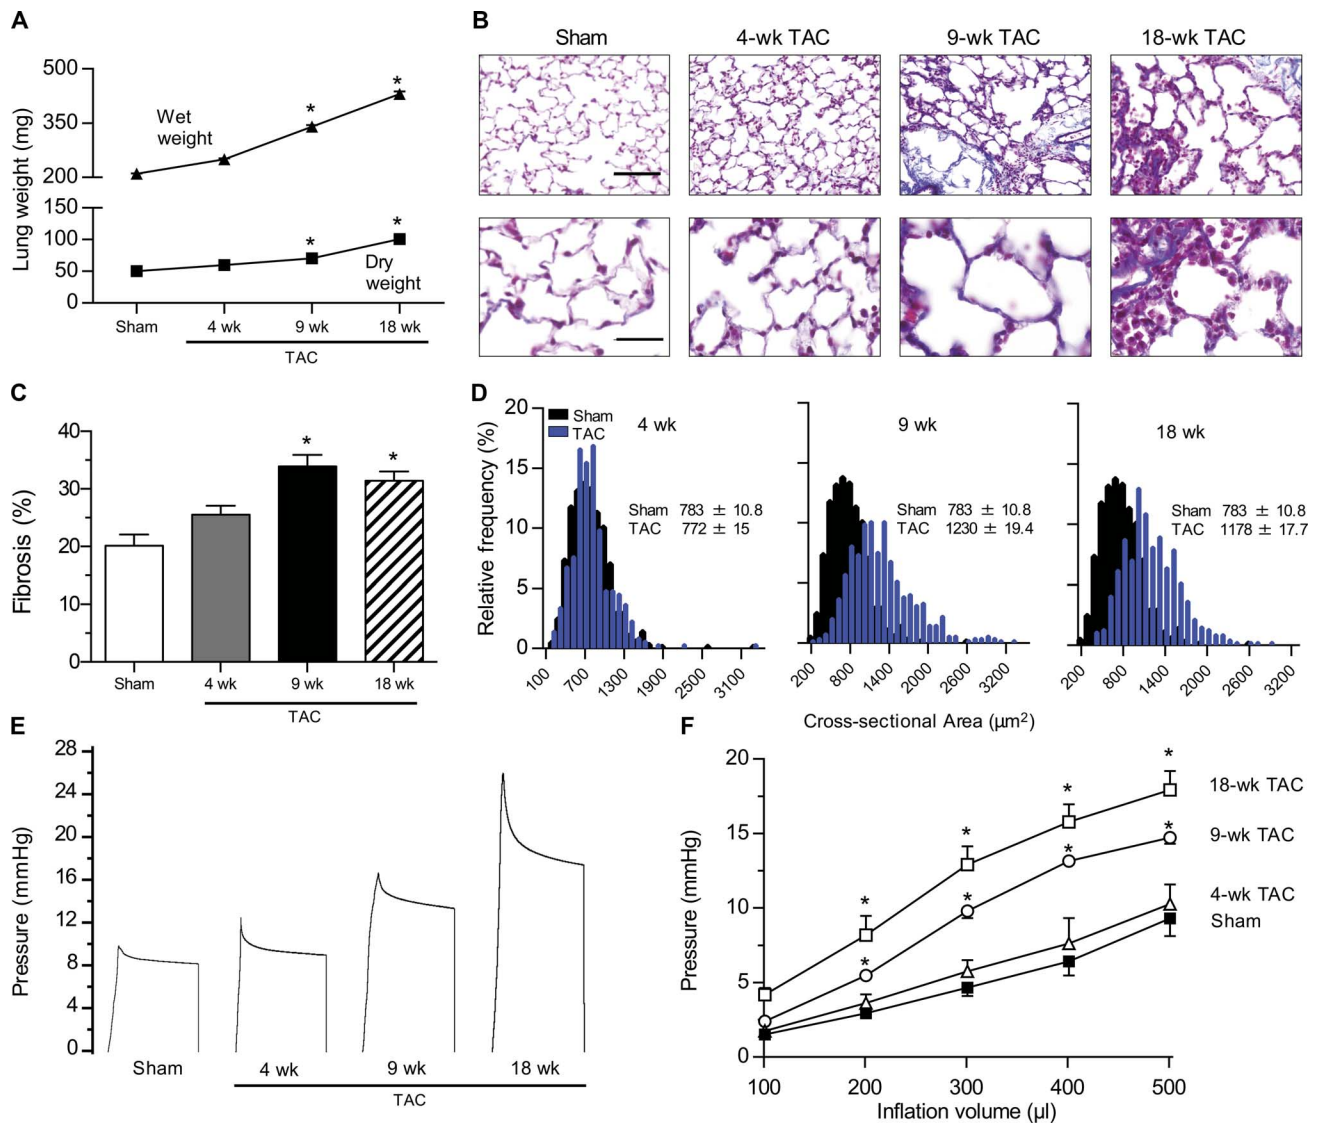 A
500
350
200
150
100
50
0
Lung weight (mg)
Wet
weight
Dry
weight
*
*
*
*
Sham
4 wk
9 wk
18 wk
TAC
B
Sham
4-wk TAC
9-wk TAC
18-wk TAC
C
40
30
20
10
0
Fibrosis (%)
*
*
Sham
4 wk
9 wk
18 wk
TAC
D
20
15
10
5
0
Relative frequency (%)
Sham
TAC
4 wk
Sham 783 ± 10.8
TAC 772 ± 15
100
700
1300
1900
2500
3100
9 wk
Sham 783 ± 10.8
TAC 1230 ± 19.4
200
800
1400
2000
2600
3200
18 wk
Sham 783 ± 10.8
TAC 1178 ± 17.7
200
800
1400
2000
2600
3200
Cross-sectional Area (µm²)
E
28
24
20
16
12
8
4
0
Pressure (mmHg)
Sham
4 wk
9 wk
18 wk
TAC
F
20
15
10
5
0
Pressure (mmHg)
*
*
*
*
*
*
*
*
18-wk TAC
9-wk TAC
4-wk TAC
Sham
100
200
300
400
500
Inflation volume (µl)